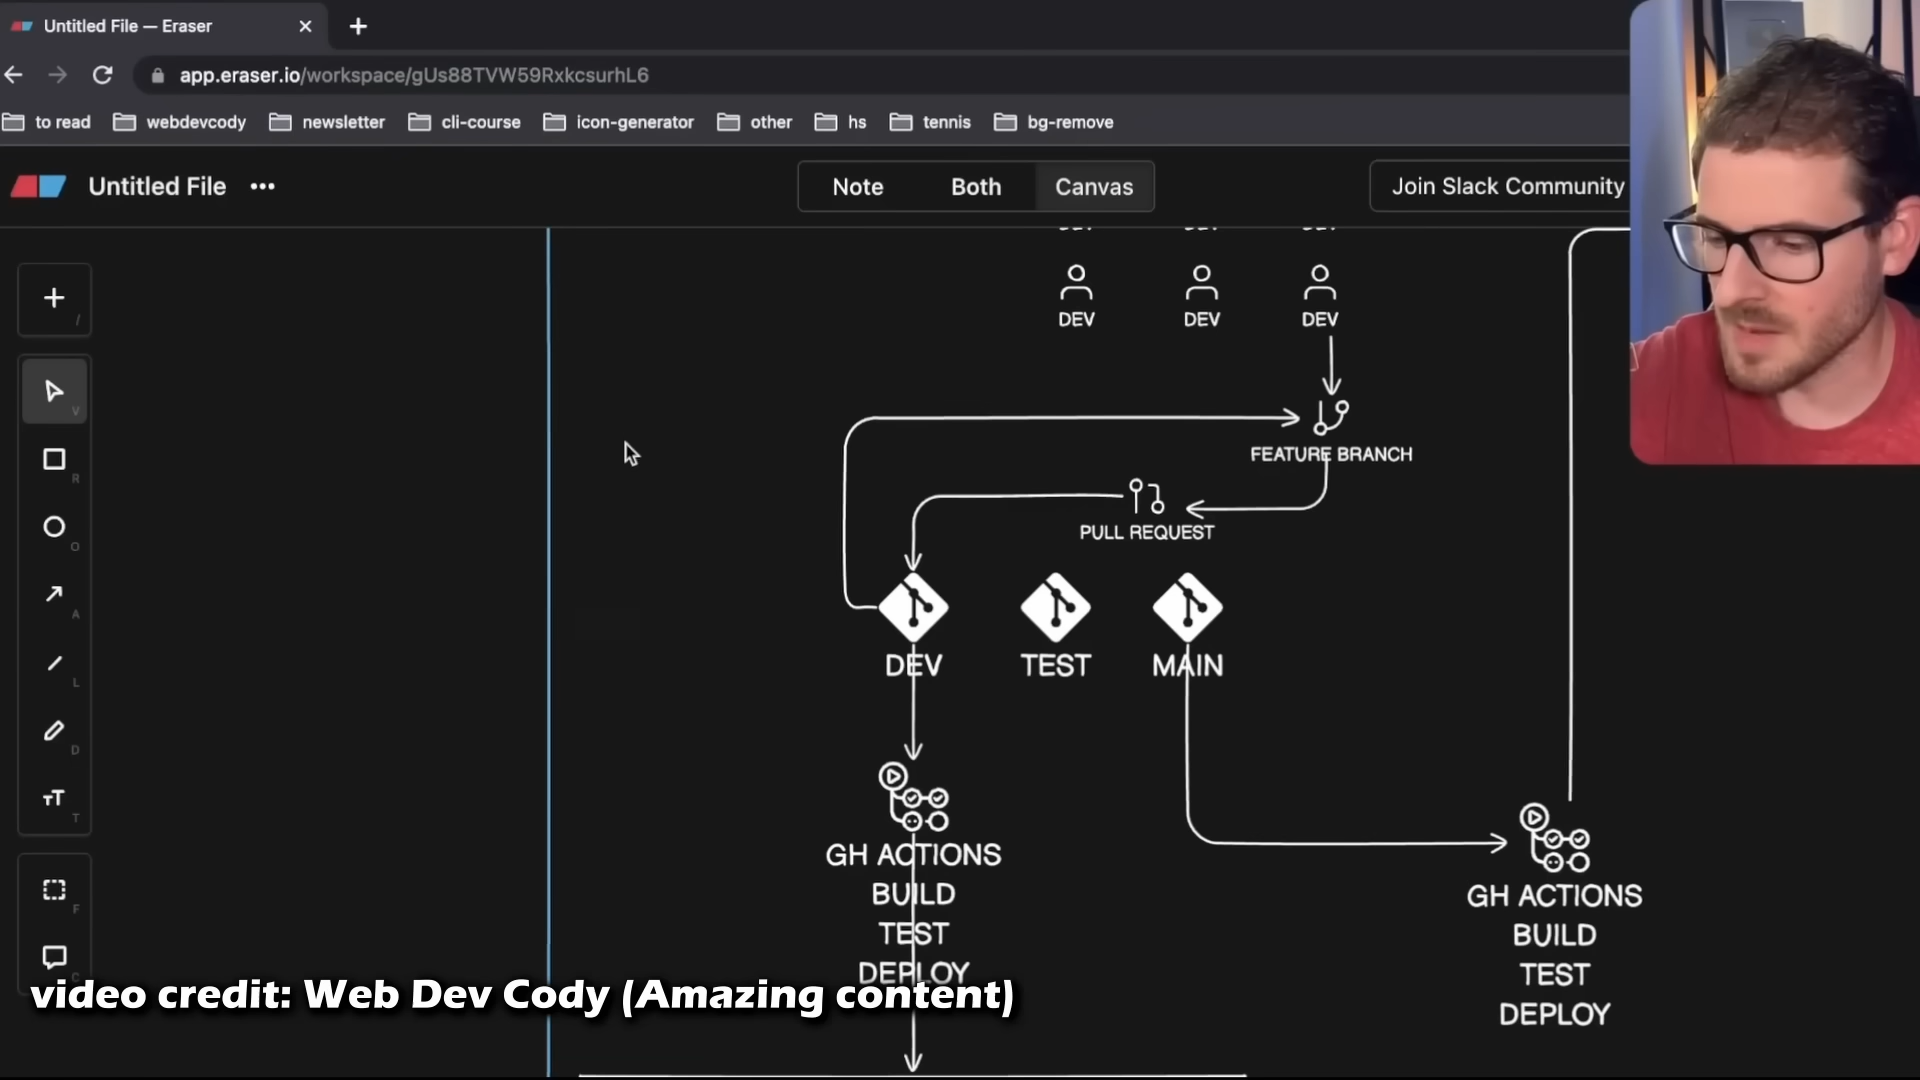 Untitled File — Eraser
app.eraser.io/workspace/gUs88TVW59RxkcsurhL6
to read webdevcody newsletter cli-course icon-generator other hs tennis bg-remove
Untitled File ...
Note Both Canvas
Join Slack Community
DEV DEV DEV
FEATURE BRANCH
PULL REQUEST
DEV TEST MAIN
GH ACTIONS
BUILD
TEST
DEPLOY
GH ACTIONS
BUILD
TEST
DEPLOY
/
V
R
O
A
L
D
T
F
C
video credit: Web Dev Cody (Amazing content)